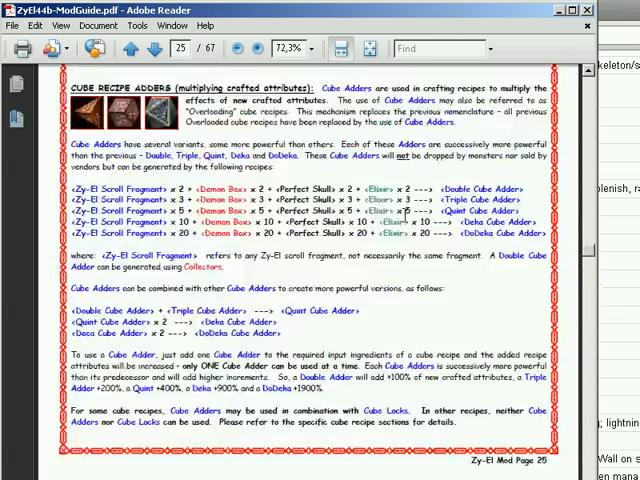 ZyEl44b-ModGuide.pdf - Adobe Reader
File Edit View Document Tools Window Help
25 / 67 72,3% Find
CUBE RECIPE ADDERS (multiplying crafted attributes): Cube Adders are used in crafting recipes to multiply the
effects of new crafted attributes. The use of Cube Adders may also be referred to as
"Overloading" cube recipes. This mechanism replaces the previous nomenclature – all previous
Overloaded cube recipes have been replaced by the use of Cube Adders.
Cube Adders have several variants, some more powerful than others. Each of these Adders are successively more powerful
than the previous – Double, Triple, Quint, Deka and DoDeka. These Cube Adders will not be dropped by monsters nor sold by
vendors but can be generated by the following recipes:
<Zy-El Scroll Fragment> x 2 + <Demon Box> x 2 + <Perfect Skull> x 2 + <Elixir> x 2 ---> <Double Cube Adder>
<Zy-El Scroll Fragment> x 3 + <Demon Box> x 3 + <Perfect Skull> x 3 + <Elixir> x 3 ---> <Triple Cube Adder>
<Zy-El Scroll Fragment> x 5 + <Demon Box> x 5 + <Perfect Skull> x 5 + <Elixir> x 5 ---> <Quint Cube Adder>
<Zy-El Scroll Fragment> x 10 + <Demon Box> x 10 + <Perfect Skull> x 10 + <Elixir> x 10 ---> <Deka Cube Adder>
<Zy-El Scroll Fragment> x 20 + <Demon Box> x 20 + <Perfect Skull> x 20 + <Elixir> x 20 ---> <DoDeka Cube Adder>
where: <Zy-El Scroll Fragment> refers to any Zy-El scroll fragment, not necessarily the same fragment. A Double Cube
Adder can be generated using Collectors.
Cube Adders can be combined with other Cube Adders to create more powerful versions, as follows:
<Double Cube Adder> + <Triple Cube Adder> ---> <Quint Cube Adder>
<Quint Cube Adder> x 2 ---> <Deka Cube Adder>
<Deca Cube Adder> x 2 ---> <DoDeka Cube Adder>
To use a Cube Adder, just add one Cube Adder to the required input ingredients of a cube recipe and the added recipe
attributes will be increased – only ONE Cube Adder can be used at a time. Each Cube Adders is successively more powerful
than its predecessor and will add higher increments. So, a Double Adder will add +100% of new crafted attributes, a Triple
Adder +200%, a Quint +400%, a Deka +900% and a DoDeka +1900%.
For some cube recipes, Cube Adders may be used in combination with Cube Locks. In other recipes, neither Cube
Adders nor Cube Locks can be used. Please refer to the specific cube recipe sections for details.
Zy-El Mod Page 25
skeleton/s
plenish, ra
; lightnin
Wall on s
en mana